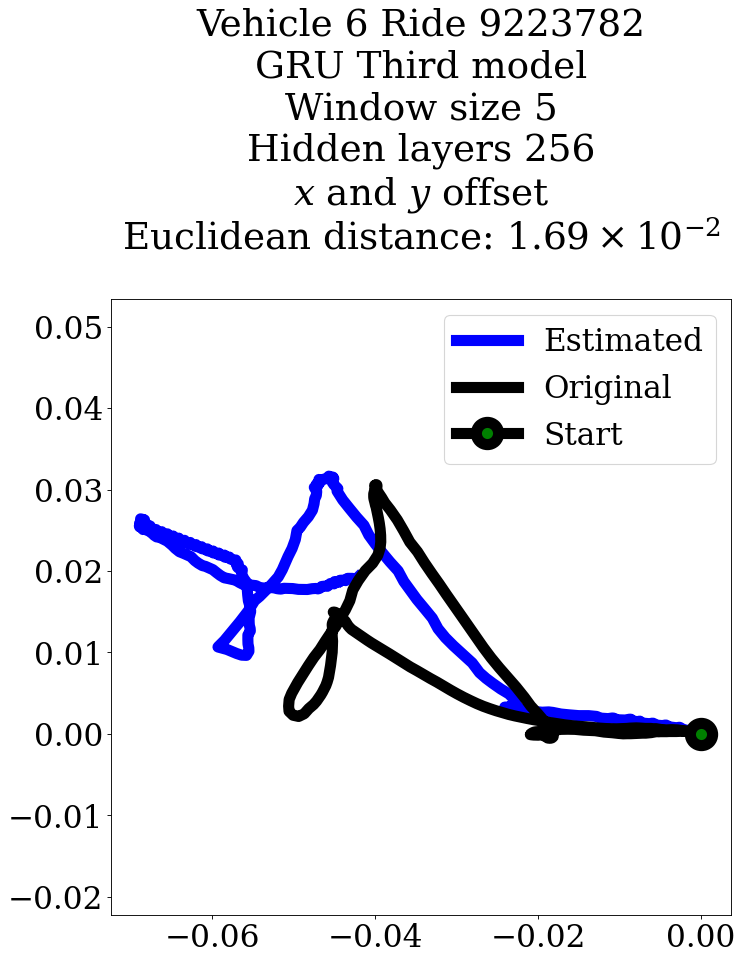 Vehicle 6 Ride 9223782
GRU Third model
Window size 5
Hidden layers 256
x and y offset
Euclidean distance: 1.69 × 10⁻²
Estimated
Original
Start
0.05
0.04
0.03
0.02
0.01
0.00
−0.01
−0.02
−0.06 −0.04 −0.02 0.00